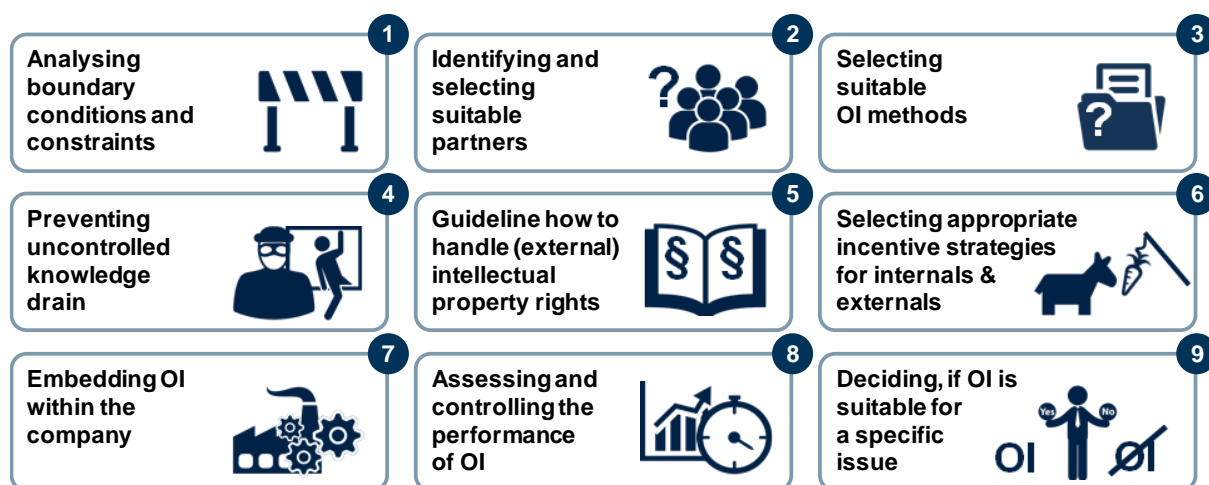 1
Analysing
boundary
conditions and
constraints
2
Identifying and
selecting
suitable
partners
?
3
Selecting
suitable
OI methods
?
4
Preventing
uncontrolled
knowledge
drain
5
Guideline how to
handle (external)
intellectual
property rights
§ §
6
Selecting appropriate
incentive strategies
for internals &
externals
7
Embedding OI
within the
company
8
Assessing and
controlling the
performance
of OI
9
Deciding, if OI is
suitable for
a specific
issue
Yes No
OI OI